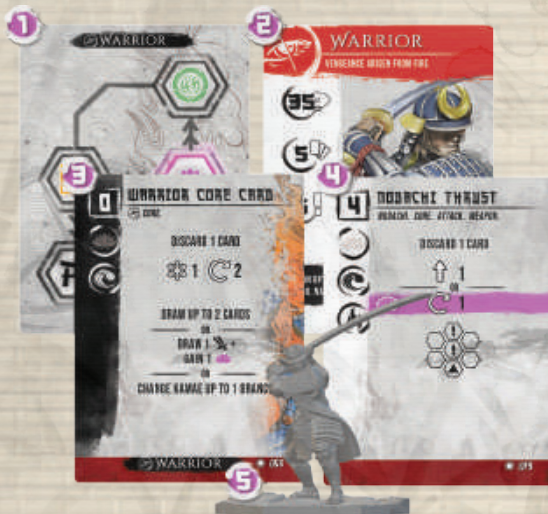 1
WARRIOR
2
WARRIOR
VENGEANCE ARISEN FROM FIRE
35
5
3
0
WARRIOR CORE CARD
CORE
DISCARD 1 CARD
1 2
DRAW UP TO 2 CARDS
OR
DRAW 1 +
GAIN 1
OR
CHANGE KAMAE UP TO 1 BRANCH
WARRIOR
4
4
NODACHI THRUST
NODACHI. CORE. ATTACK. WEAPON.
DISCARD 1 CARD
1
OR
1
5